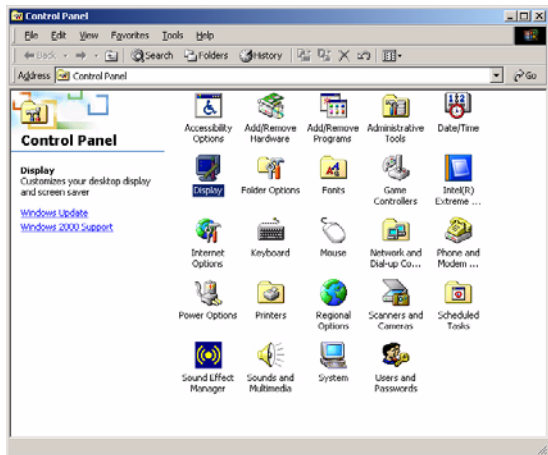 Control Panel
File Edit View Favorites Tools Help
Back Search Folders History
Address Control Panel Go
Control Panel
Display
Customizes your desktop display
and screen saver
Windows Update
Windows 2000 Support
Accessibility Options
Add/Remove Hardware
Add/Remove Programs
Administrative Tools
Date/Time
Display
Folder Options
Fonts
Game Controllers
Intel(R) Extreme ...
Internet Options
Keyboard
Mouse
Network and Dial-up Co...
Phone and Modem ...
Power Options
Printers
Regional Options
Scanners and Cameras
Scheduled Tasks
Sound Effect Manager
Sounds and Multimedia
System
Users and Passwords